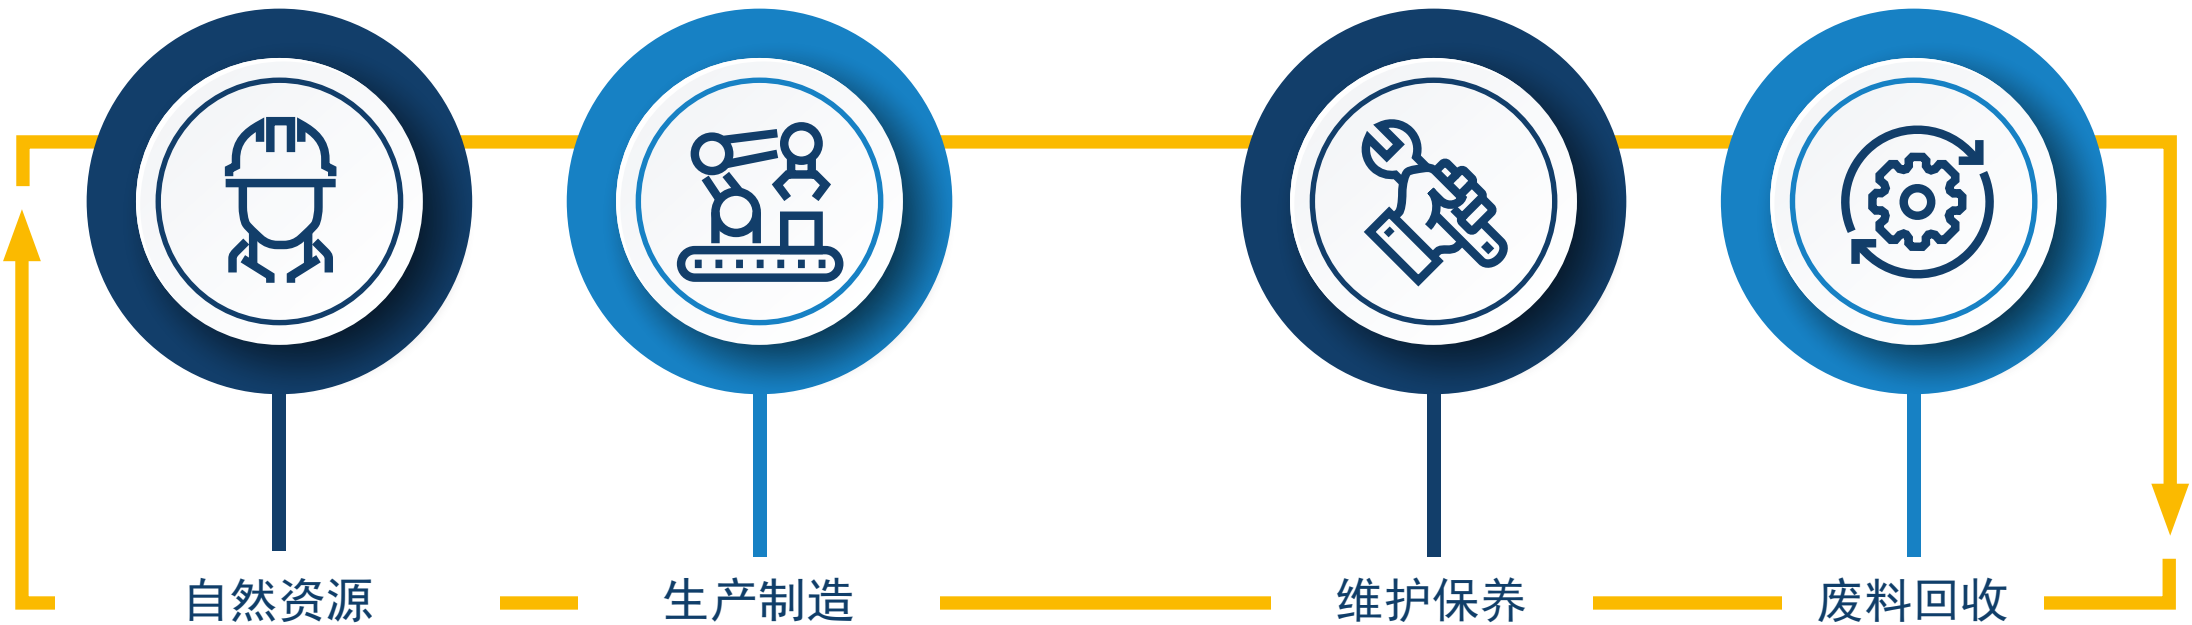 自然资源
生产制造
维护保养
废料回收